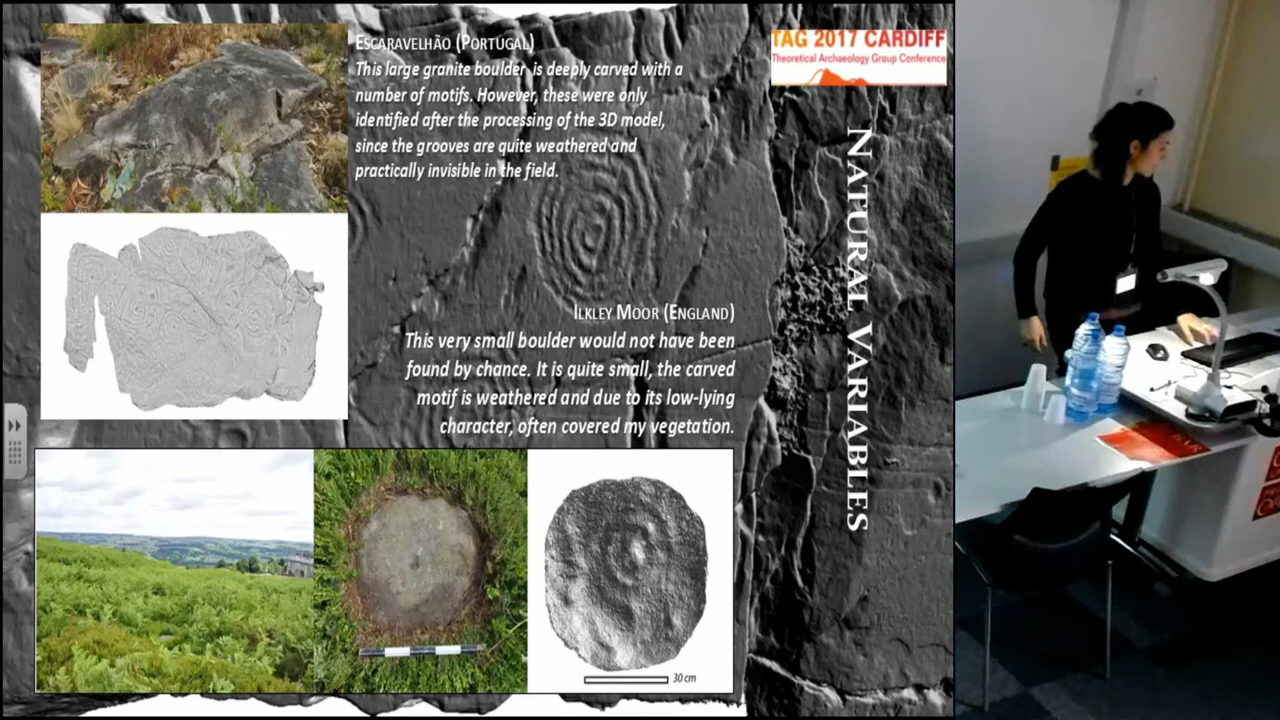 ESCARAVELHÃO (PORTUGAL)
This large granite boulder is deeply carved with a
number of motifs. However, these were only
identified after the processing of the 3D model,
since the grooves are quite weathered and
practically invisible in the field.
TAG 2017 CARDIFF
Theoretical Archaeology Group Conference
NATURAL VARIABLES
ILKLEY MOOR (ENGLAND)
This very small boulder would not have been
found by chance. It is quite small, the carved
motif is weathered and due to its low-lying
character, often covered my vegetation.
30 cm